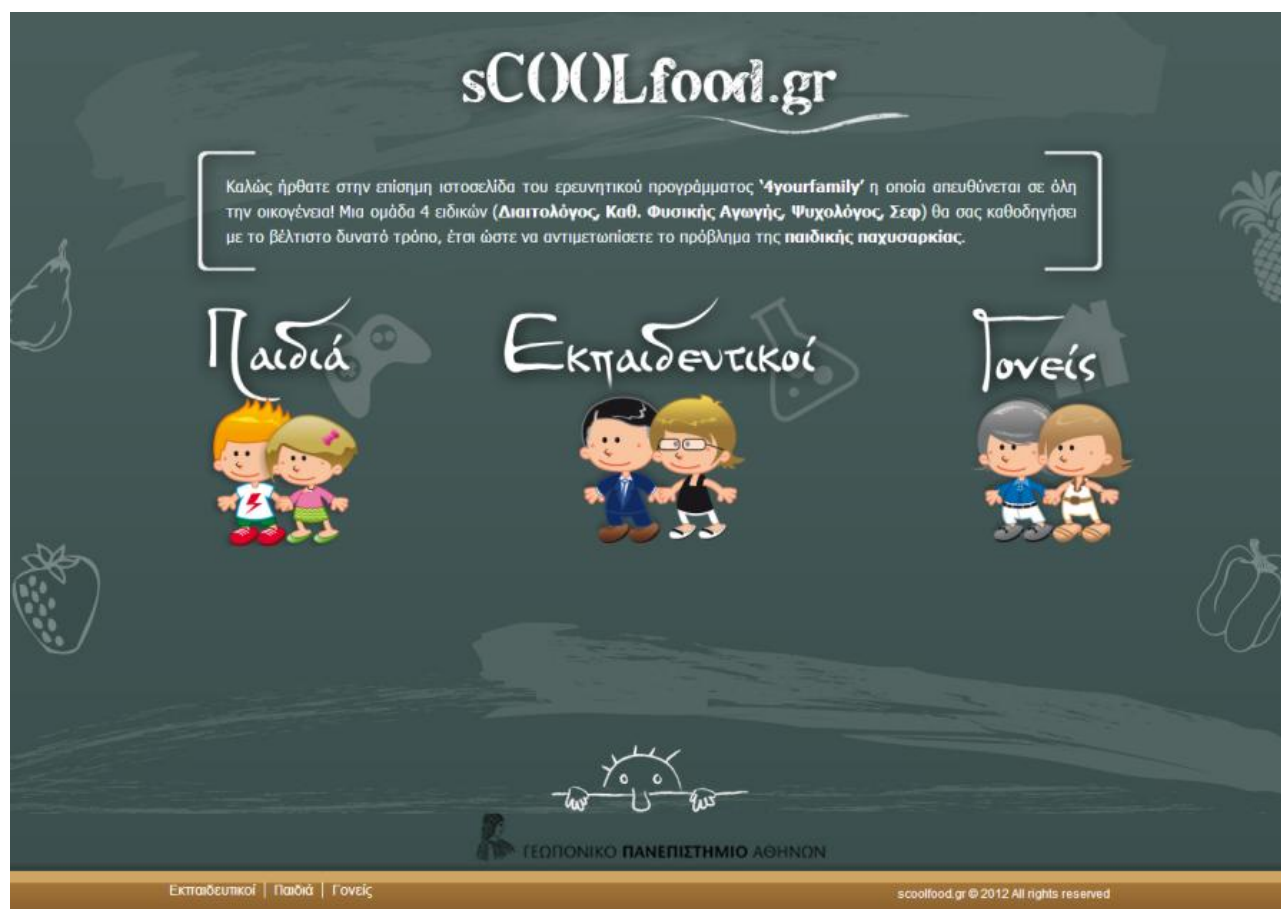 sCOOLfood.gr
Καλώς ήρθατε στην επίσημη ιστοσελίδα του ερευνητικού προγράμματος ‘4yourfamily’ η οποία απευθύνεται σε όλη
την οικογένεια! Μια ομάδα 4 ειδικών (Διαιτολόγος, Καθ. Φυσικής Αγωγής, Ψυχολόγος, Σεφ) θα σας καθοδηγήσει
με το βέλτιστο δυνατό τρόπο, έτσι ώστε να αντιμετωπίσετε το πρόβλημα της παιδικής παχυσαρκίας.
Παιδιά Εκπαιδευτικοί Γονείς
ΓΕΩΠΟΝΙΚΟ ΠΑΝΕΠΙΣΤΗΜΙΟ ΑΘΗΝΩΝ
Εκπαιδευτικοί | Παιδιά | Γονείς scoolfood.gr © 2012 All rights reserved